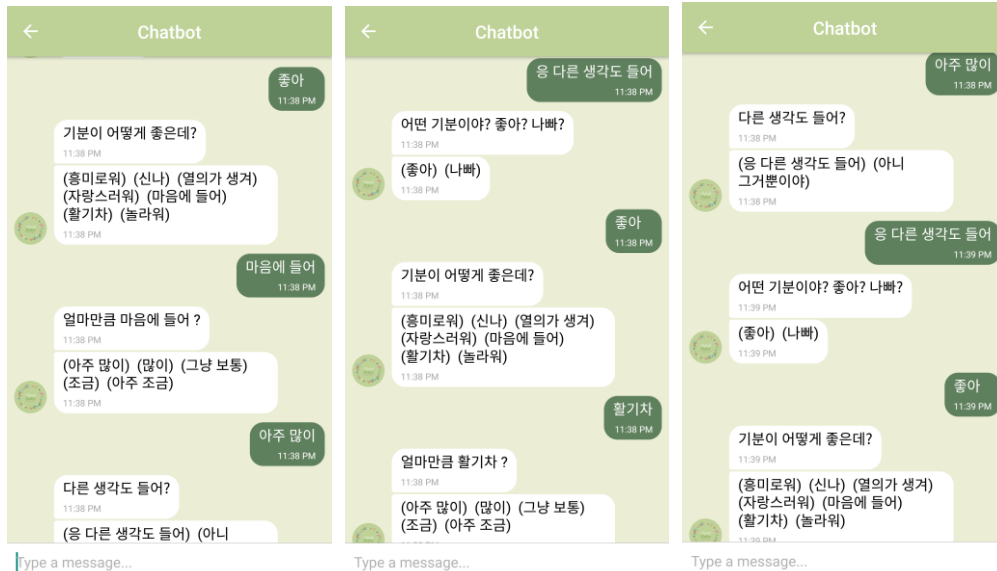 Chatbot
좋아
11:38 PM
기분이 어떻게 좋은데?
11:38 PM
(흥미로워) (신나) (열의가 생겨)
(자랑스러워) (마음에 들어)
(활기차) (놀라워)
11:38 PM
마음에 들어
11:38 PM
얼마만큼 마음에 들어 ?
11:38 PM
(아주 많이) (많이) (그냥 보통)
(조금) (아주 조금)
11:38 PM
아주 많이
11:38 PM
다른 생각도 들어?
11:38 PM
(응 다른 생각도 들어) (아니
Type a message...
Chatbot
응 다른 생각도 들어
11:38 PM
어떤 기분이야? 좋아? 나빠?
11:38 PM
(좋아) (나빠)
11:38 PM
좋아
11:38 PM
기분이 어떻게 좋은데?
11:38 PM
(흥미로워) (신나) (열의가 생겨)
(자랑스러워) (마음에 들어)
(활기차) (놀라워)
11:38 PM
활기차
11:38 PM
얼마만큼 활기차 ?
11:38 PM
(아주 많이) (많이) (그냥 보통)
(조금) (아주 조금)
Type a message...
Chatbot
아주 많이
11:38 PM
다른 생각도 들어?
11:38 PM
(응 다른 생각도 들어) (아니
그거뿐이야)
11:38 PM
응 다른 생각도 들어
11:39 PM
어떤 기분이야? 좋아? 나빠?
11:39 PM
(좋아) (나빠)
11:39 PM
좋아
11:39 PM
기분이 어떻게 좋은데?
11:39 PM
(흥미로워) (신나) (열의가 생겨)
(자랑스러워) (마음에 들어)
(활기차) (놀라워)
11:39 PM
Type a message...